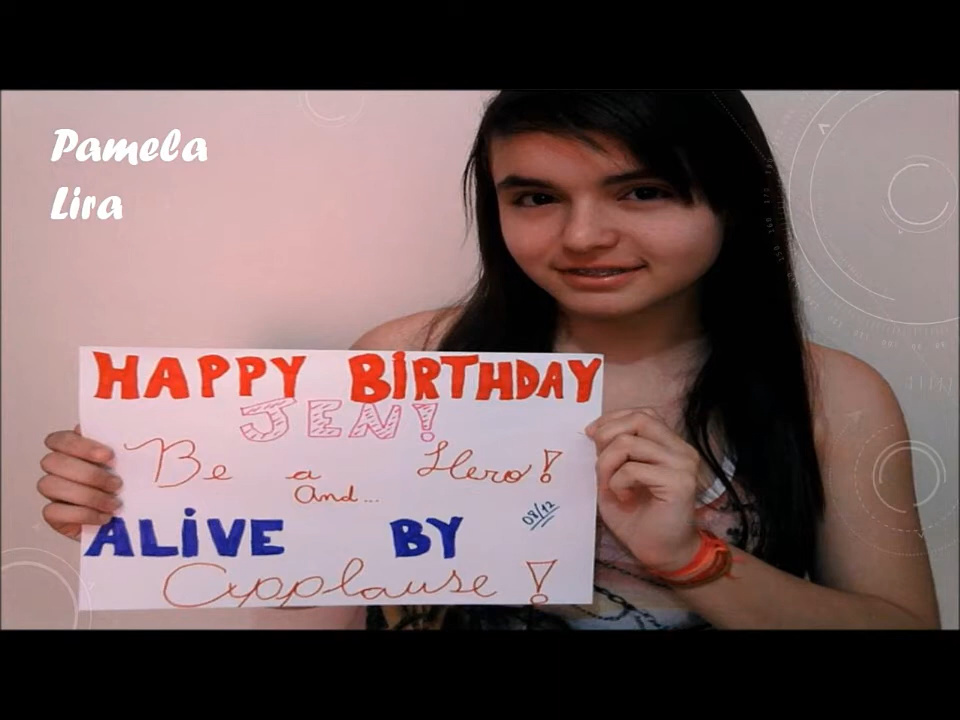 Pamela
Lira
HAPPY BIRTHDAY
JEN!
Be a Hero!
And...
08/12
ALIVE BY
Applause!